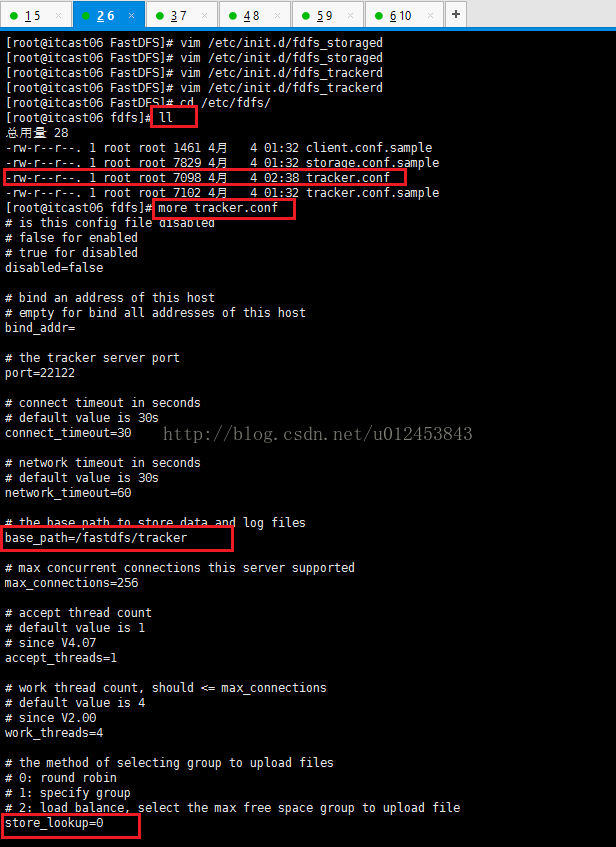 1 5 × 2 6 × 3 7 × 4 8 × 5 9 × 6 10 × +
[root@itcast06 FastDFS]# vim /etc/init.d/fdfs_storaged
[root@itcast06 FastDFS]# vim /etc/init.d/fdfs_storaged
[root@itcast06 FastDFS]# vim /etc/init.d/fdfs_trackerd
[root@itcast06 FastDFS]# vim /etc/init.d/fdfs_trackerd
[root@itcast06 FastDFS]# cd /etc/fdfs/
[root@itcast06 fdfs]# ll
总用量 28
-rw-r--r--. 1 root root 1461 4月   4 01:32 client.conf.sample
-rw-r--r--. 1 root root 7829 4月   4 01:32 storage.conf.sample
-rw-r--r--. 1 root root 7098 4月   4 02:38 tracker.conf
-rw-r--r--. 1 root root 7102 4月   4 01:32 tracker.conf.sample
[root@itcast06 fdfs]# more tracker.conf
# is this config file disabled
# false for enabled
# true for disabled
disabled=false
# bind an address of this host
# empty for bind all addresses of this host
bind_addr=
# the tracker server port
port=22122
# connect timeout in seconds
# default value is 30s
connect_timeout=30
http://blog.csdn.net/u012453843
# network timeout in seconds
# default value is 30s
network_timeout=60
# the base path to store data and log files
base_path=/fastdfs/tracker
# max concurrent connections this server supported
max_connections=256
# accept thread count
# default value is 1
# since V4.07
accept_threads=1
# work thread count, should <= max_connections
# default value is 4
# since V2.00
work_threads=4
# the method of selecting group to upload files
# 0: round robin
# 1: specify group
# 2: load balance, select the max free space group to upload file
store_lookup=0